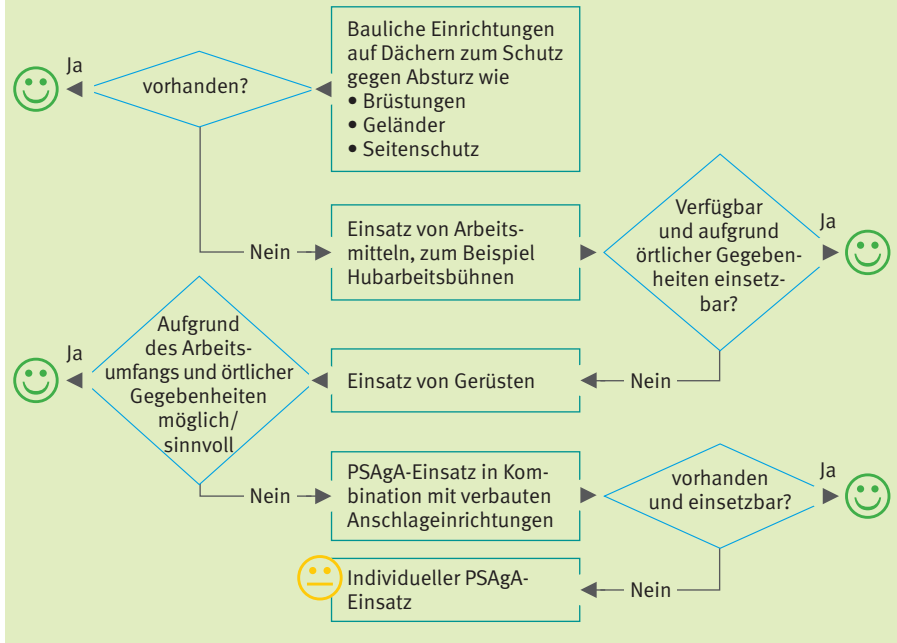 Bauliche Einrichtungen
auf Dächern zum Schutz
gegen Absturz wie
• Brüstungen
• Geländer
• Seitenschutz
vorhanden?
Ja
Nein
Einsatz von Arbeits-
mitteln, zum Beispiel
Hubarbeitsbühnen
Verfügbar
und aufgrund
örtlicher Gegeben-
heiten einsetz-
bar?
Ja
Nein
Einsatz von Gerüsten
Aufgrund
des Arbeits-
umfangs und örtlicher
Gegebenheiten
möglich/
sinnvoll
Ja
Nein
PSAgA-Einsatz in Kom-
bination mit verbauten
Anschlageinrichtungen
vorhanden
und einsetzbar?
Ja
Nein
Individueller PSAgA-
Einsatz